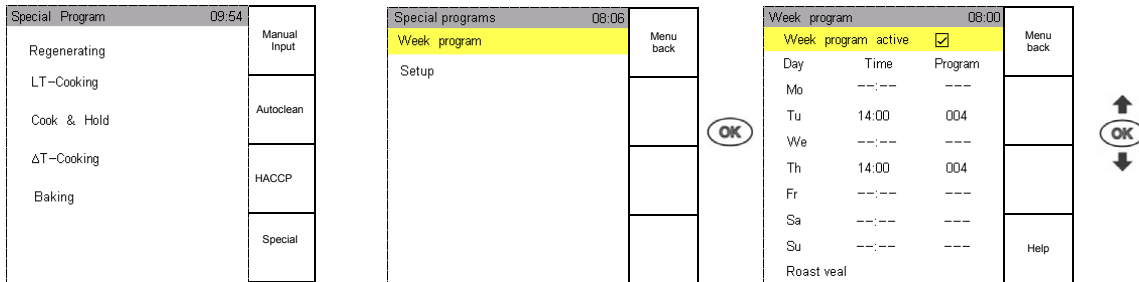 Special Program 09:54
Regenerating
LT-Cooking
Cook & Hold
ΔT-Cooking
Baking
Manual
Input
Autoclean
HACCP
Special
Special programs 08:06
Week program
Setup
Menu
back
OK
Week program 08:00
Week program active
Day Time Program
Mo --:-- ---
Tu 14:00 004
We --:-- ---
Th 14:00 004
Fr --:-- ---
Sa --:-- ---
Su --:-- ---
Roast veal
Menu
back
Help
OK